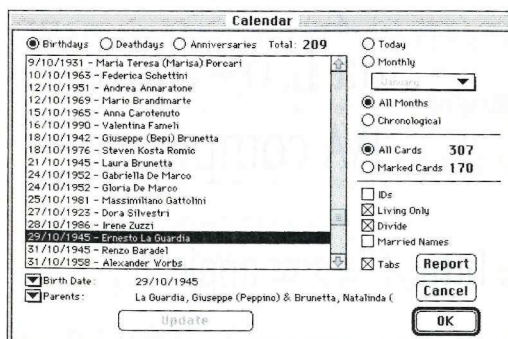 Calendar
Birthdays Deathdays Anniversaries Total: 209
9/10/1931 - Maria Teresa (Marisa) Porcari
10/10/1963 - Federica Schettini
12/10/1951 - Andrea Annaratone
12/10/1969 - Mario Brandimarte
15/10/1965 - Anna Carotenuto
16/10/1990 - Valentina Fameli
18/10/1942 - Giuseppe (Bepi) Brunetta
18/10/1976 - Steven Kosta Romic
21/10/1945 - Laura Brunetta
24/10/1952 - Gabriella De Marco
24/10/1952 - Gloria De Marco
25/10/1981 - Massimiliano Gattolini
27/10/1923 - Dora Silvestri
28/10/1986 - Irene Zuzzi
29/10/1945 - Ernesto La Guardia
31/10/1945 - Renzo Baradel
31/10/1958 - Alexander Worbs
Birth Date: 29/10/1945
Parents: La Guardia, Giuseppe (Peppino) & Brunetta, Natalinda (
Update
Today
Monthly
January
All Months
Chronological
All Cards 307
Marked Cards 170
IDs
Living Only
Divide
Married Names
Tabs
Report
Cancel
OK